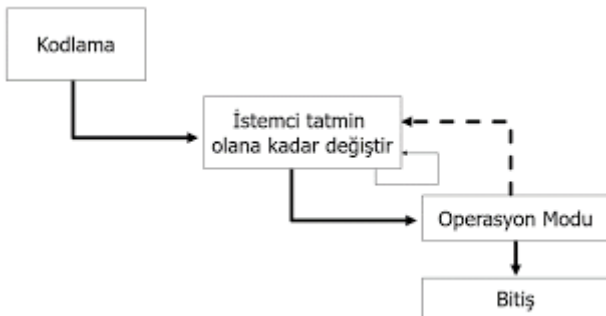 Kodlama
İstemci tatmin
olana kadar değiştir
Operasyon Modu
Bitiş